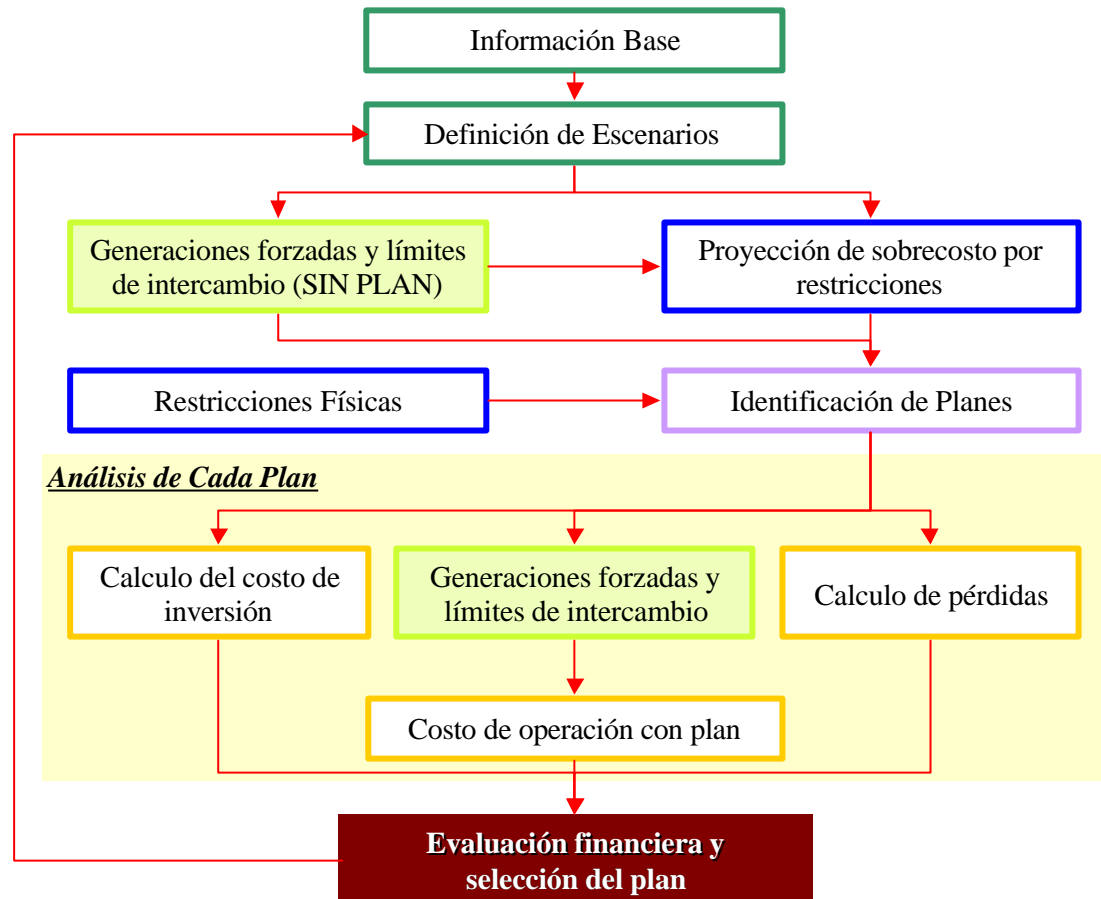 Información Base
Definición de Escenarios
Generaciones forzadas y límites
de intercambio (SIN PLAN)
Proyección de sobrecosto por
restricciones
Restricciones Físicas
Identificación de Planes
Análisis de Cada Plan
Calculo del costo de
inversión
Generaciones forzadas y
límites de intercambio
Calculo de pérdidas
Costo de operación con plan
Evaluación financiera y
selección del plan